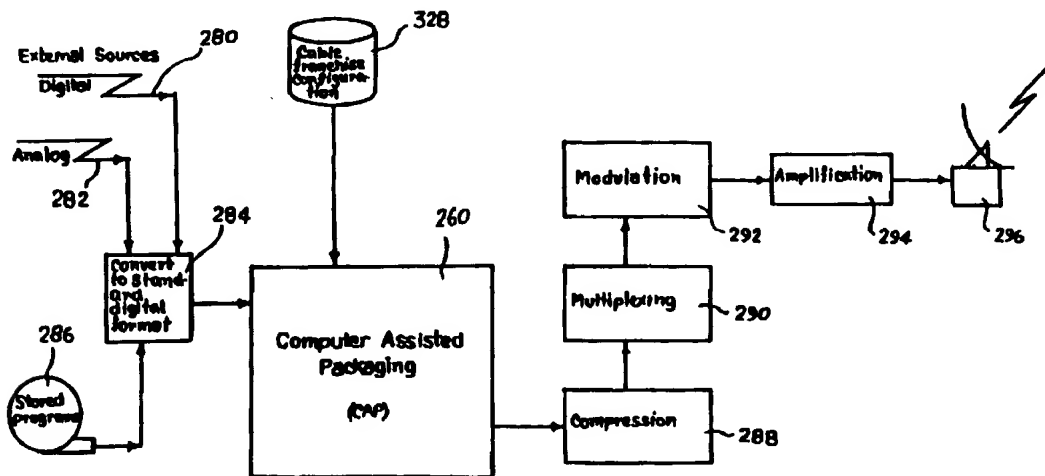 External Sources
280
Digital
Analog
282
328
Cable
franchise
configura-
tion
284
Convert
to Stand-
ard
digital
format
286
Stored
programs
260
Computer Assisted
Packaging
(CAP)
Modulation
292
Amplification
294
296
Multiplexing
290
Compression
288